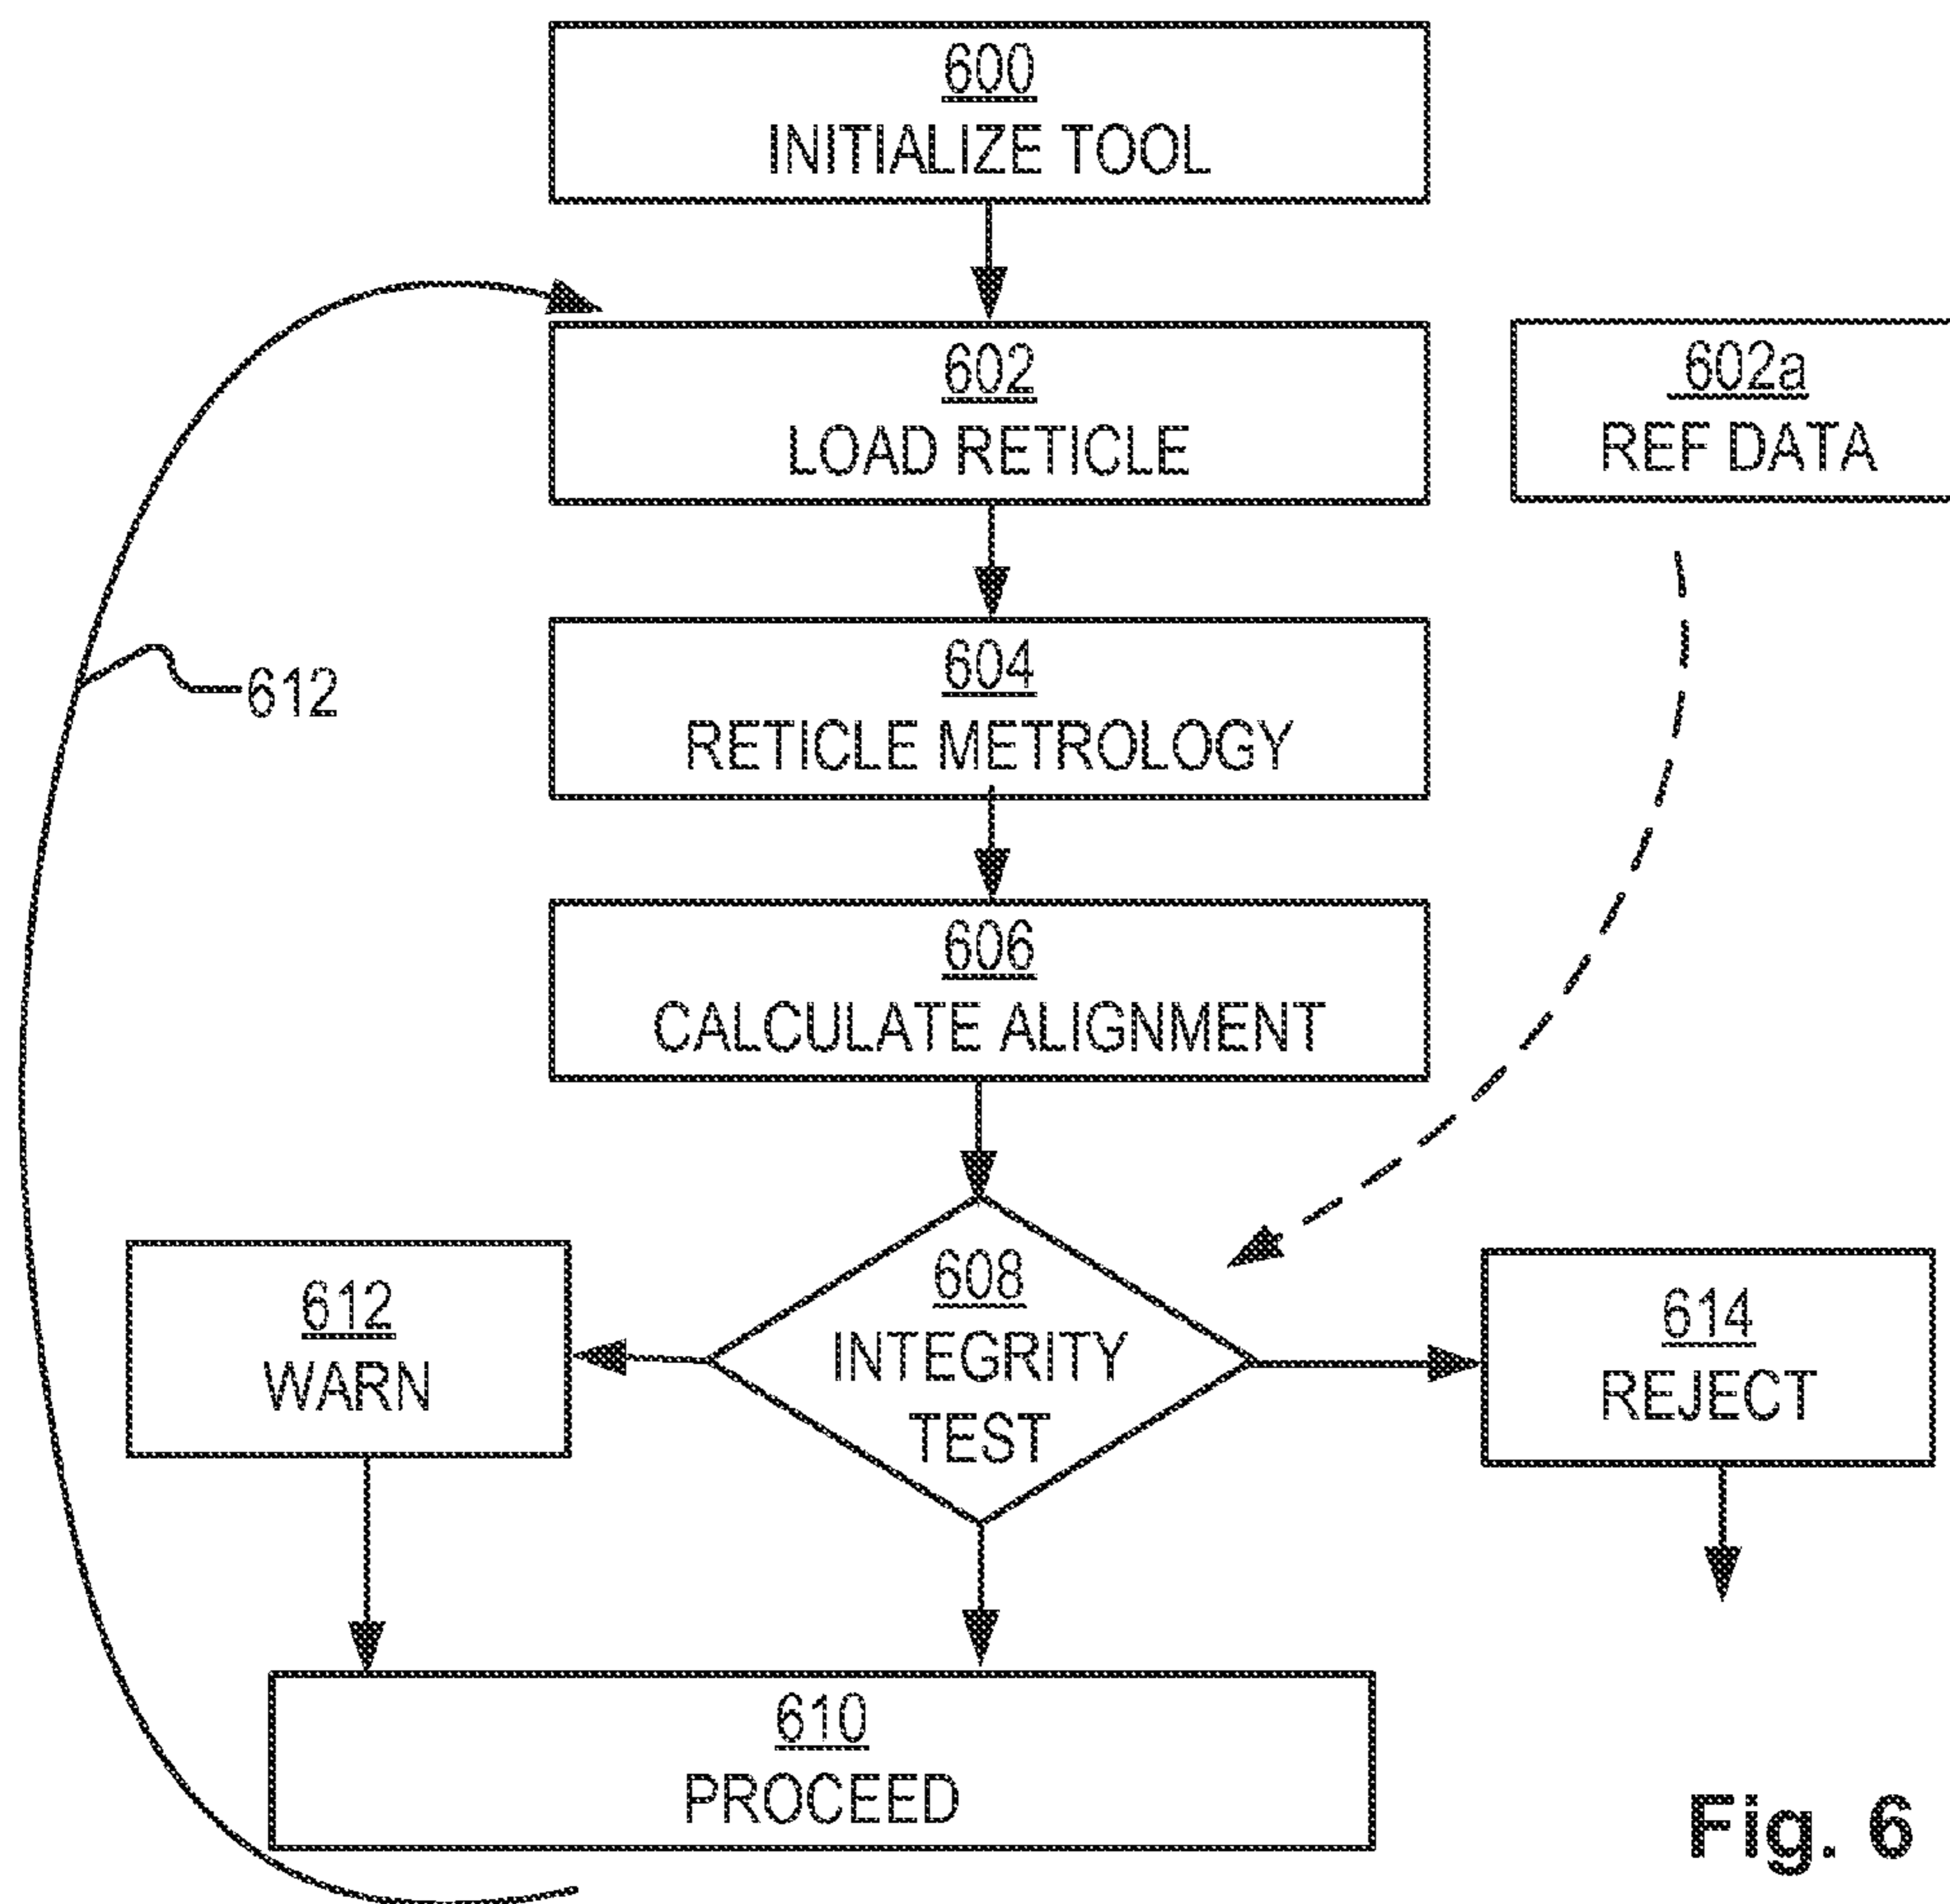 600
INITIALIZE TOOL
602
LOAD RETICLE
602a
REF DATA
604
RETICLE METROLOGY
612
606
CALCULATE ALIGNMENT
608
INTEGRITY
TEST
612
WARN
614
REJECT
610
PROCEED
Fig. 6